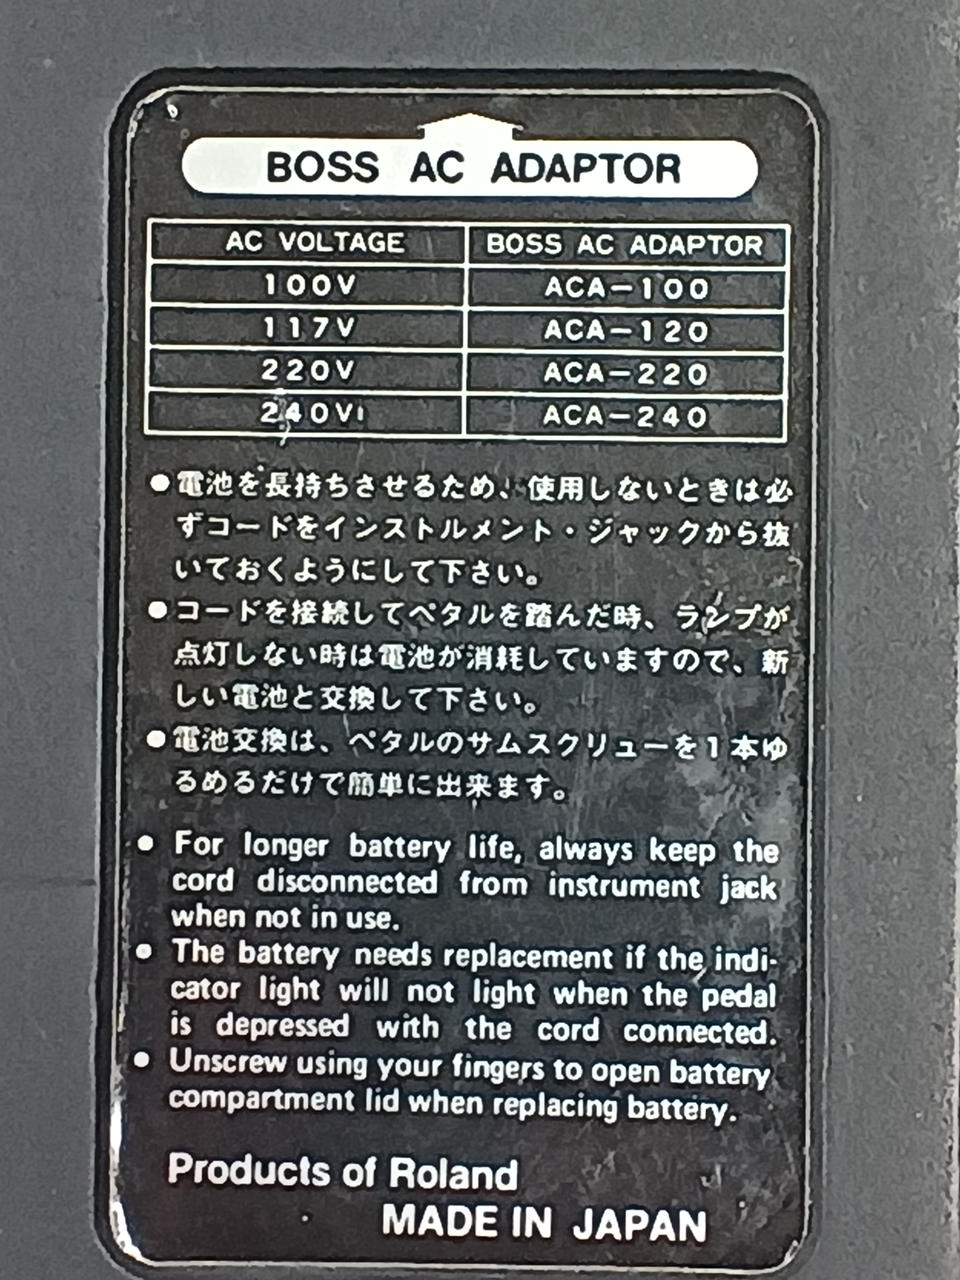 BOSS AC ADAPTOR
AC VOLTAGE BOSS AC ADAPTOR
100V ACA-100
117V ACA-120
220V ACA-220
240V ACA-240
●電池を長持ちさせるため、使用しないときは必
ずコードをインストルメント・ジャックから抜
いておくようにして下さい。
●コードを接続してペダルを踏んだ時、ランプが
点灯しない時は電池が消耗していますので、新
しい電池と交換して下さい。
●電池交換は、ペダルのサムスクリューを1本ゆ
るめるだけで簡単に出来ます。
● For longer battery life, always keep the
cord disconnected from instrument jack
when not in use.
● The battery needs replacement if the indi-
cator light will not light when the pedal
is depressed with the cord connected.
● Unscrew using your fingers to open battery
compartment lid when replacing battery.
Products of Roland
MADE IN JAPAN